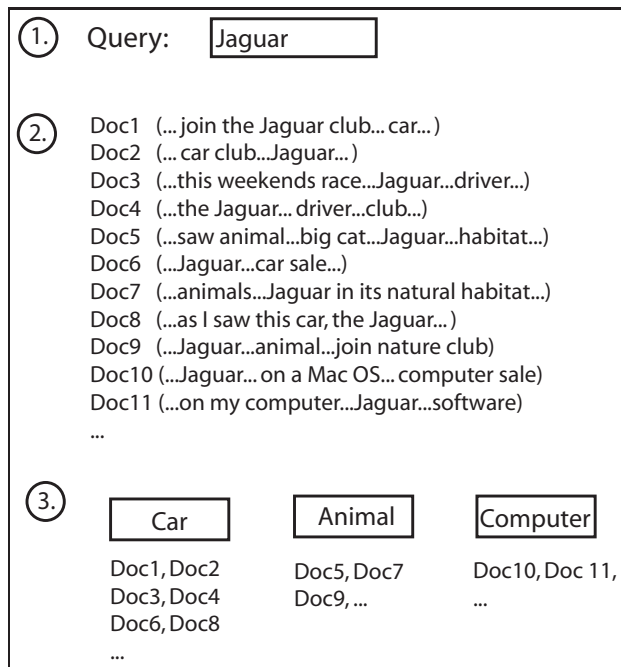 1. Query: Jaguar
2.
Doc1 (... join the Jaguar club... car... )
Doc2 (... car club...Jaguar... )
Doc3 (...this weekends race...Jaguar...driver...)
Doc4 (...the Jaguar... driver...club...)
Doc5 (...saw animal...big cat...Jaguar...habitat...)
Doc6 (...Jaguar...car sale...)
Doc7 (...animals...Jaguar in its natural habitat...)
Doc8 (...as I saw this car, the Jaguar... )
Doc9 (...Jaguar...animal...join nature club)
Doc10 (...Jaguar... on a Mac OS... computer sale)
Doc11 (...on my computer...Jaguar...software)
...
3.
Car
Doc1, Doc2
Doc3, Doc4
Doc6, Doc8
...
Animal
Doc5, Doc7
Doc9, ...
Computer
Doc10, Doc 11,
...